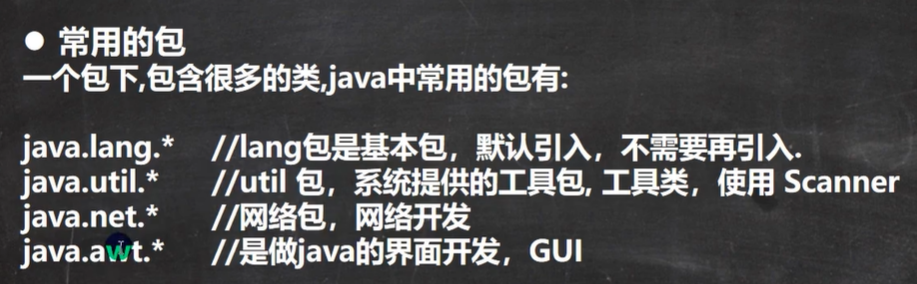 ● 常用的包
一个包下,包含很多的类,java中常用的包有:
java.lang.* //lang包是基本包，默认引入，不需要再引入.
java.util.* //util 包，系统提供的工具包, 工具类，使用 Scanner
java.net.* //网络包，网络开发
java.awt.* //是做java的界面开发，GUI